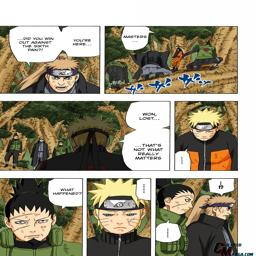 YOU'RE
HERE...
...
DID YOU WIN
OUT AGAINST
THE SIXTH
PAIN?
MATTERS
...
WON,
LOST...
THAT'S
NOT WHAT
REALLY
MATTERS
...
WHAT
HAPPENED?
...
...
!?